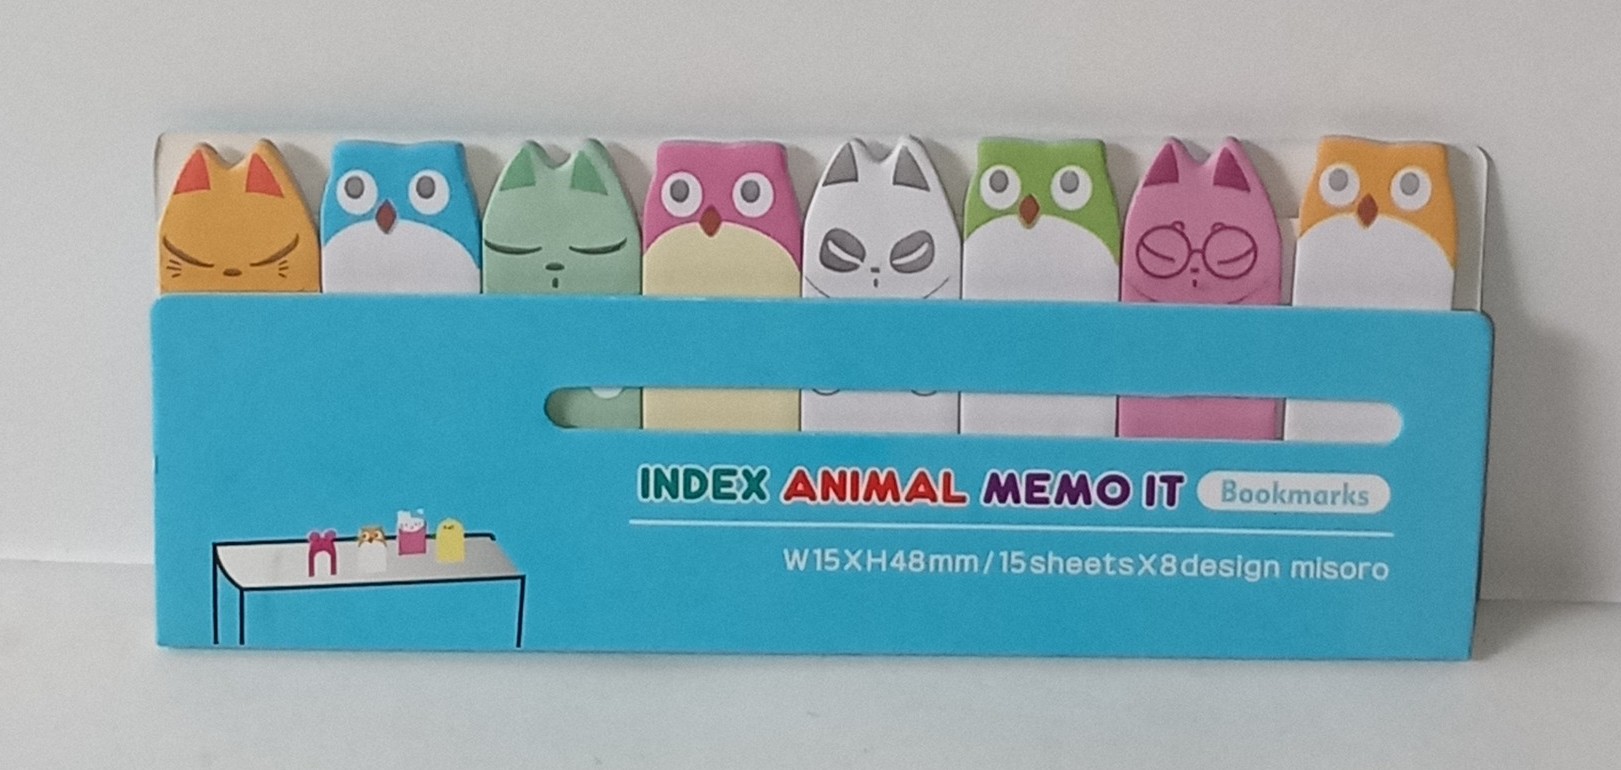 INDEX ANIMAL MEMO IT Bookmarks
W15XH48mm/15sheetsX8design misoro